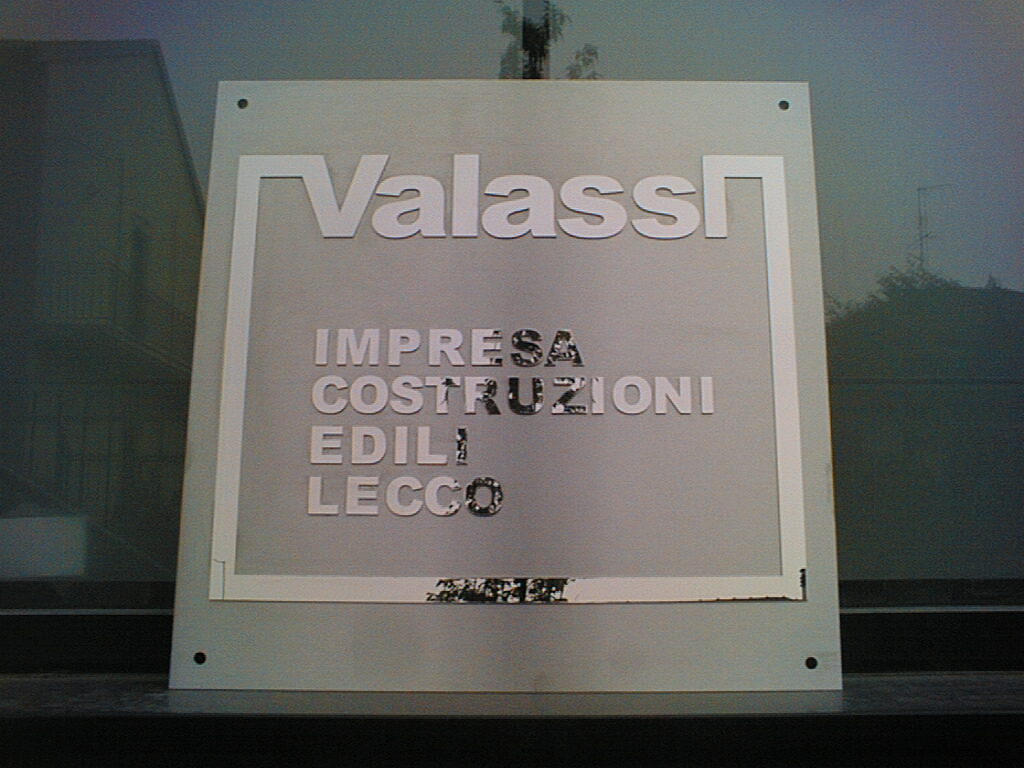 Valassi
IMPRESA
COSTRUZIONI
EDILI
LECCO